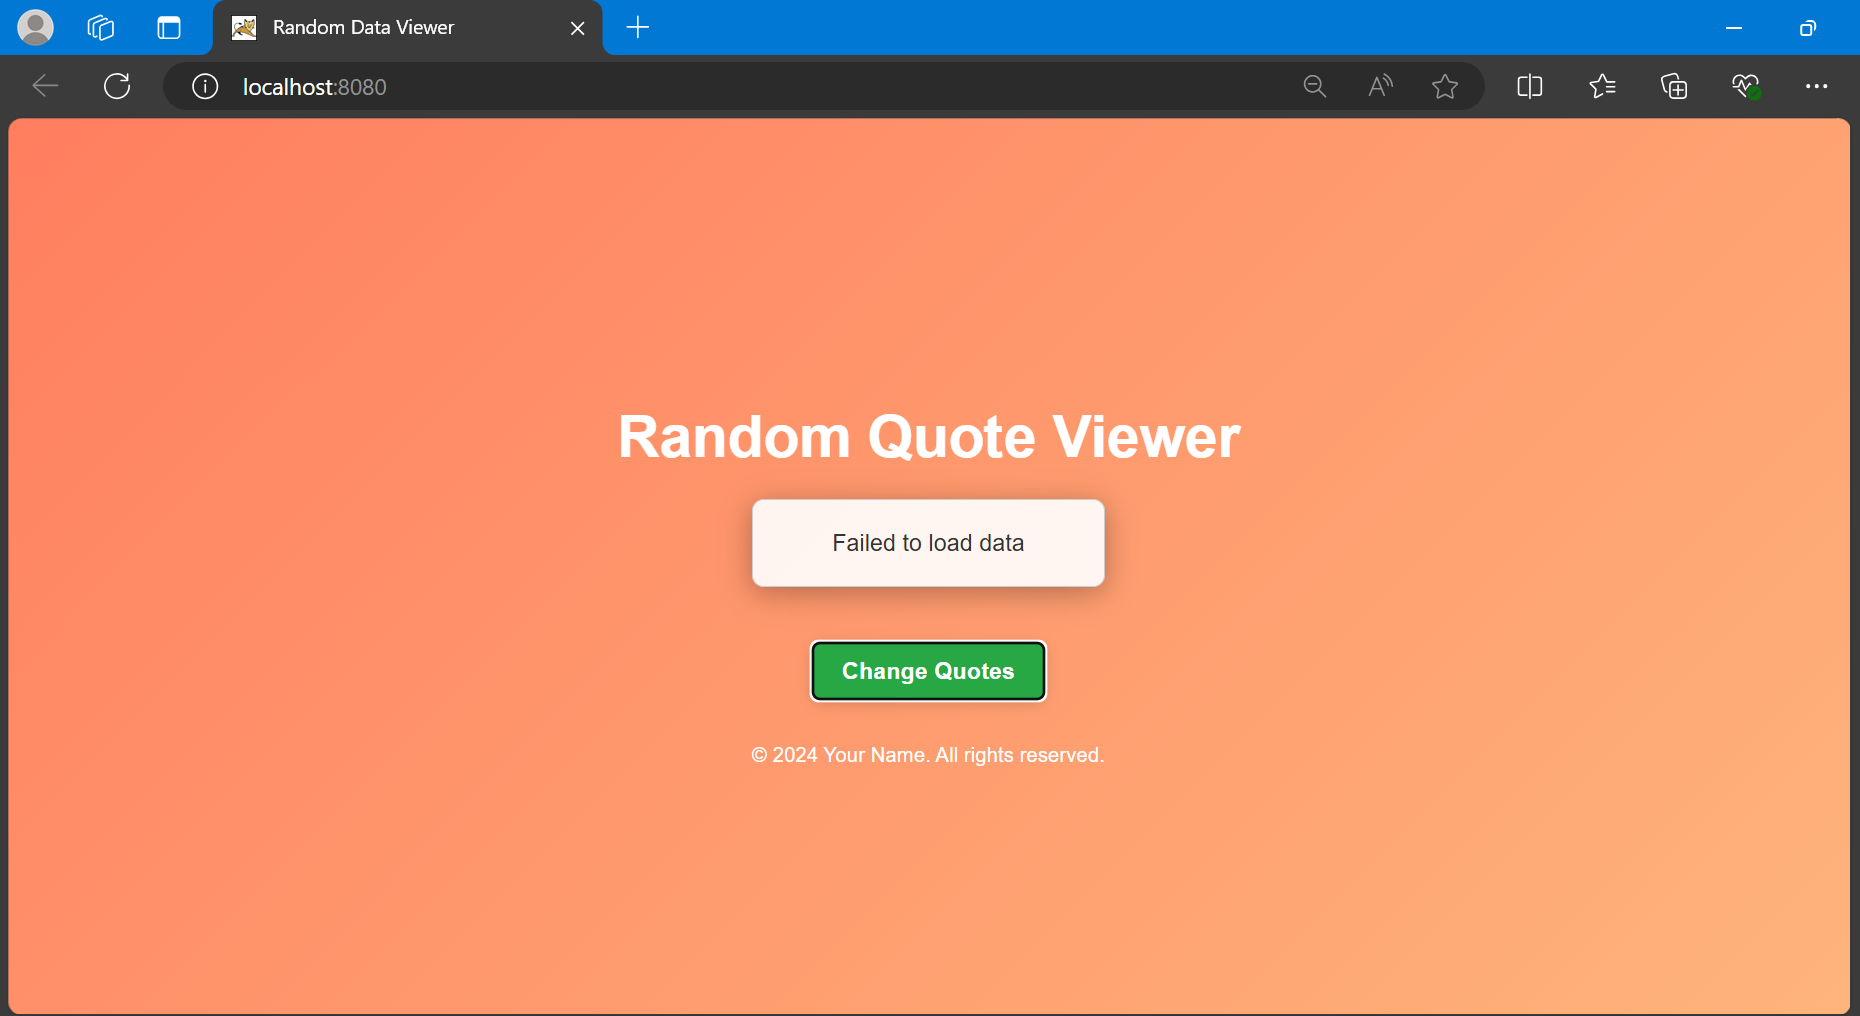 Random Data Viewer
localhost:8080
Random Quote Viewer
Failed to load data
Change Quotes
© 2024 Your Name. All rights reserved.